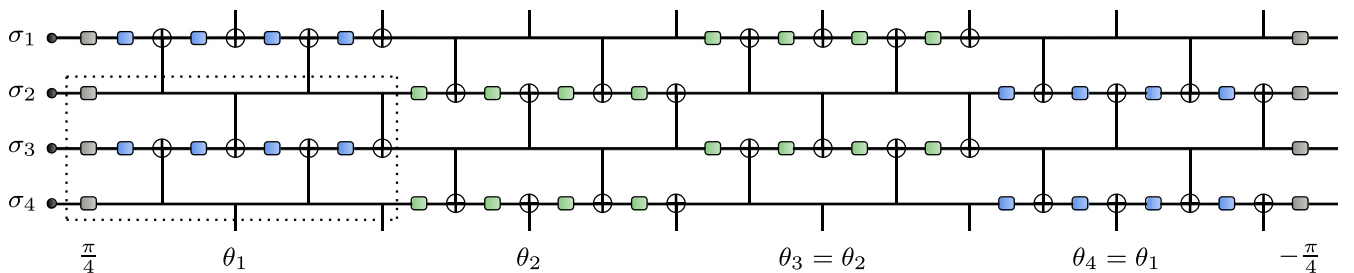 σ₁
σ₂
σ₃
σ₄
π/4 θ₁ θ₂ θ₃ = θ₂ θ₄ = θ₁ −π/4